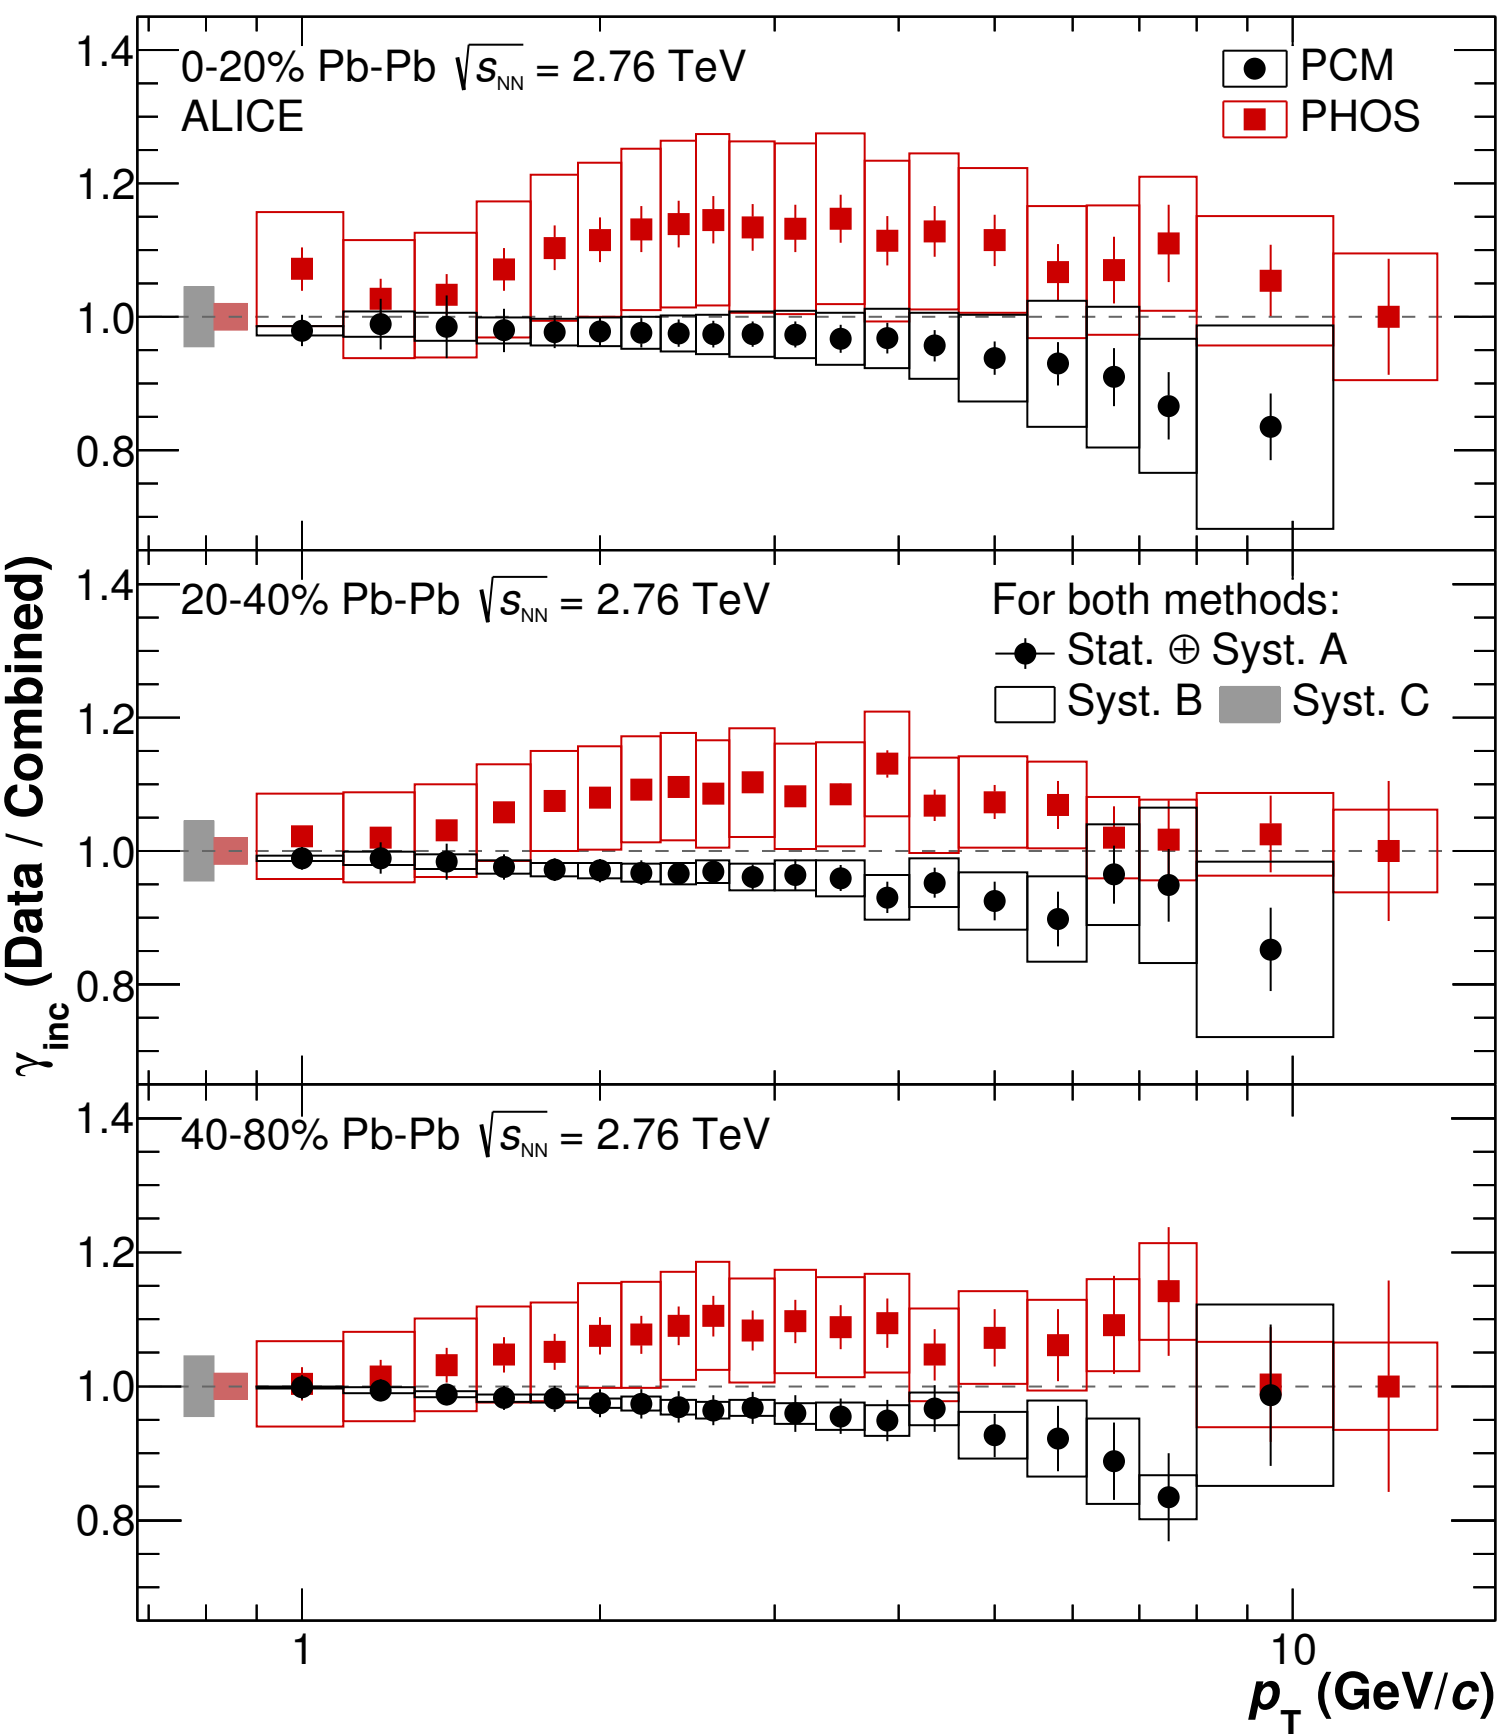 0-20% Pb-Pb √sNN = 2.76 TeV
ALICE
PCM
PHOS
1.4
1.2
1.0
0.8
20-40% Pb-Pb √sNN = 2.76 TeV
For both methods:
Stat. ⊕ Syst. A
Syst. B Syst. C
1.4
1.2
1.0
0.8
40-80% Pb-Pb √sNN = 2.76 TeV
1.4
1.2
1.0
0.8
γinc (Data / Combined)
1 10
pT (GeV/c)